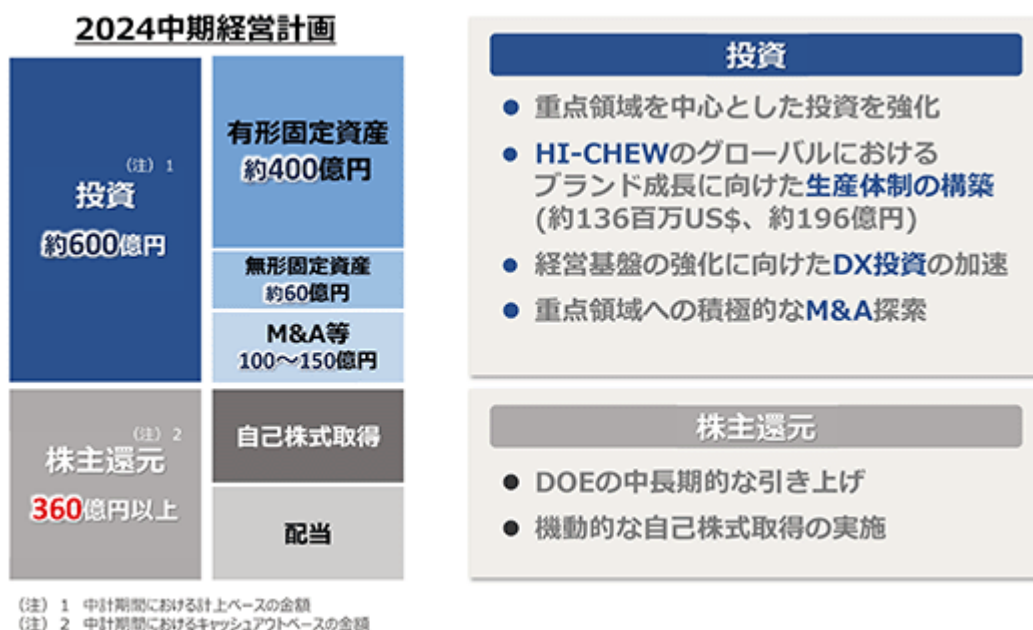 2024中期経営計画
（注）1
投資
約600億円
有形固定資産
約400億円
無形固定資産
約60億円
M&A等
100～150億円
（注）2
株主還元
360億円以上
自己株式取得
配当
（注）1 中計期間における計上ベースの金額
（注）2 中計期間におけるキャッシュアウトベースの金額
投資
● 重点領域を中心とした投資を強化
● HI-CHEWのグローバルにおける
ブランド成長に向けた生産体制の構築
(約136百万US$、約196億円)
● 経営基盤の強化に向けたDX投資の加速
● 重点領域への積極的なM&A探索
株主還元
● DOEの中長期的な引き上げ
● 機動的な自己株式取得の実施